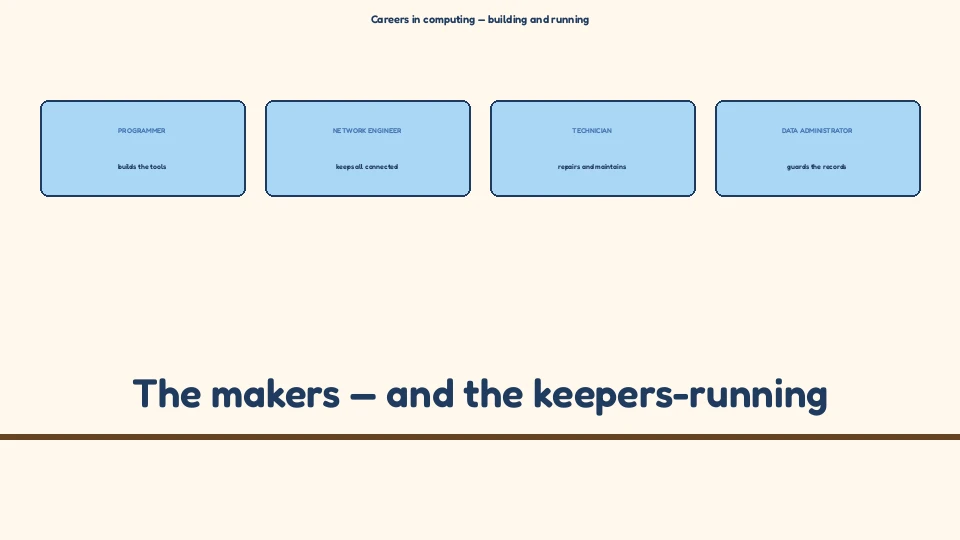 Careers in computing — building and running
PROGRAMMER
builds the tools
NETWORK ENGINEER
keeps all connected
TECHNICIAN
repairs and maintains
DATA ADMINISTRATOR
guards the records
The makers — and the keepers-running